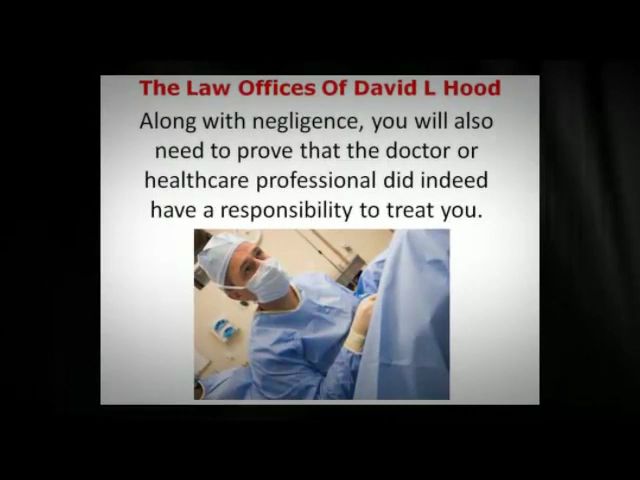 The Law Offices Of David L Hood
Along with negligence, you will also
need to prove that the doctor or
healthcare professional did indeed
have a responsibility to treat you.